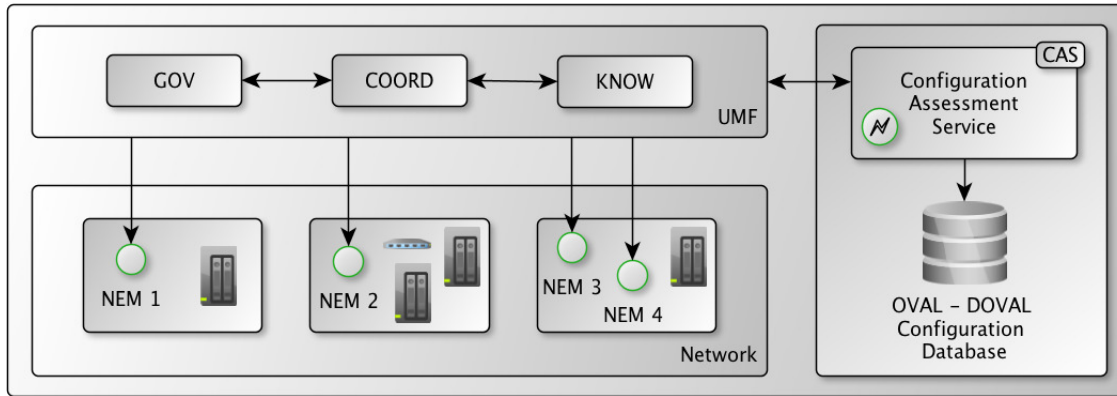 GOV
COORD
KNOW
UMF
CAS
Configuration
Assessment
Service
NEM 1
NEM 2
NEM 3
NEM 4
Network
OVAL – DOVAL
Configuration
Database